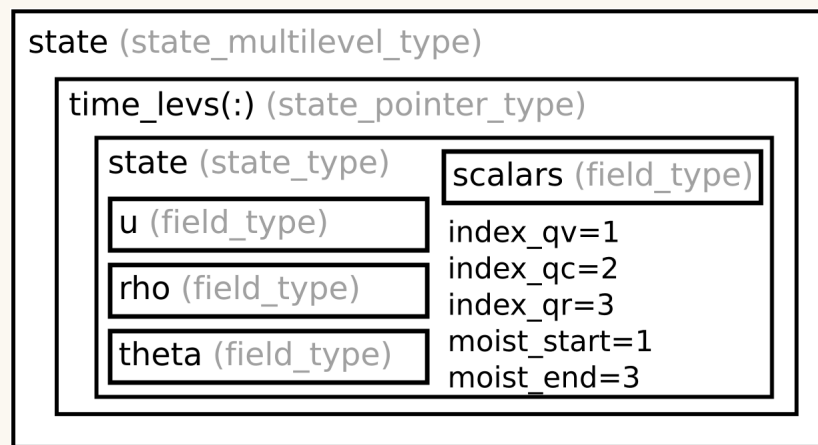 state (state_multilevel_type)
time_levs(:) (state_pointer_type)
state (state_type)
u (field_type)
rho (field_type)
theta (field_type)
scalars (field_type)
index_qv=1
index_qc=2
index_qr=3
moist_start=1
moist_end=3